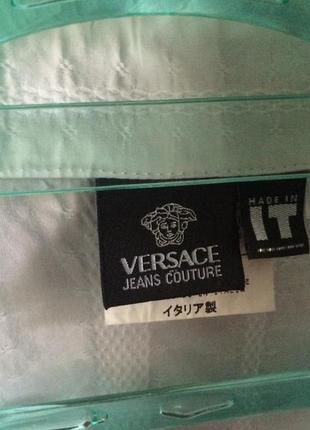 VERSACE
JEANS COUTURE
MADE IN
IT
イタリア製